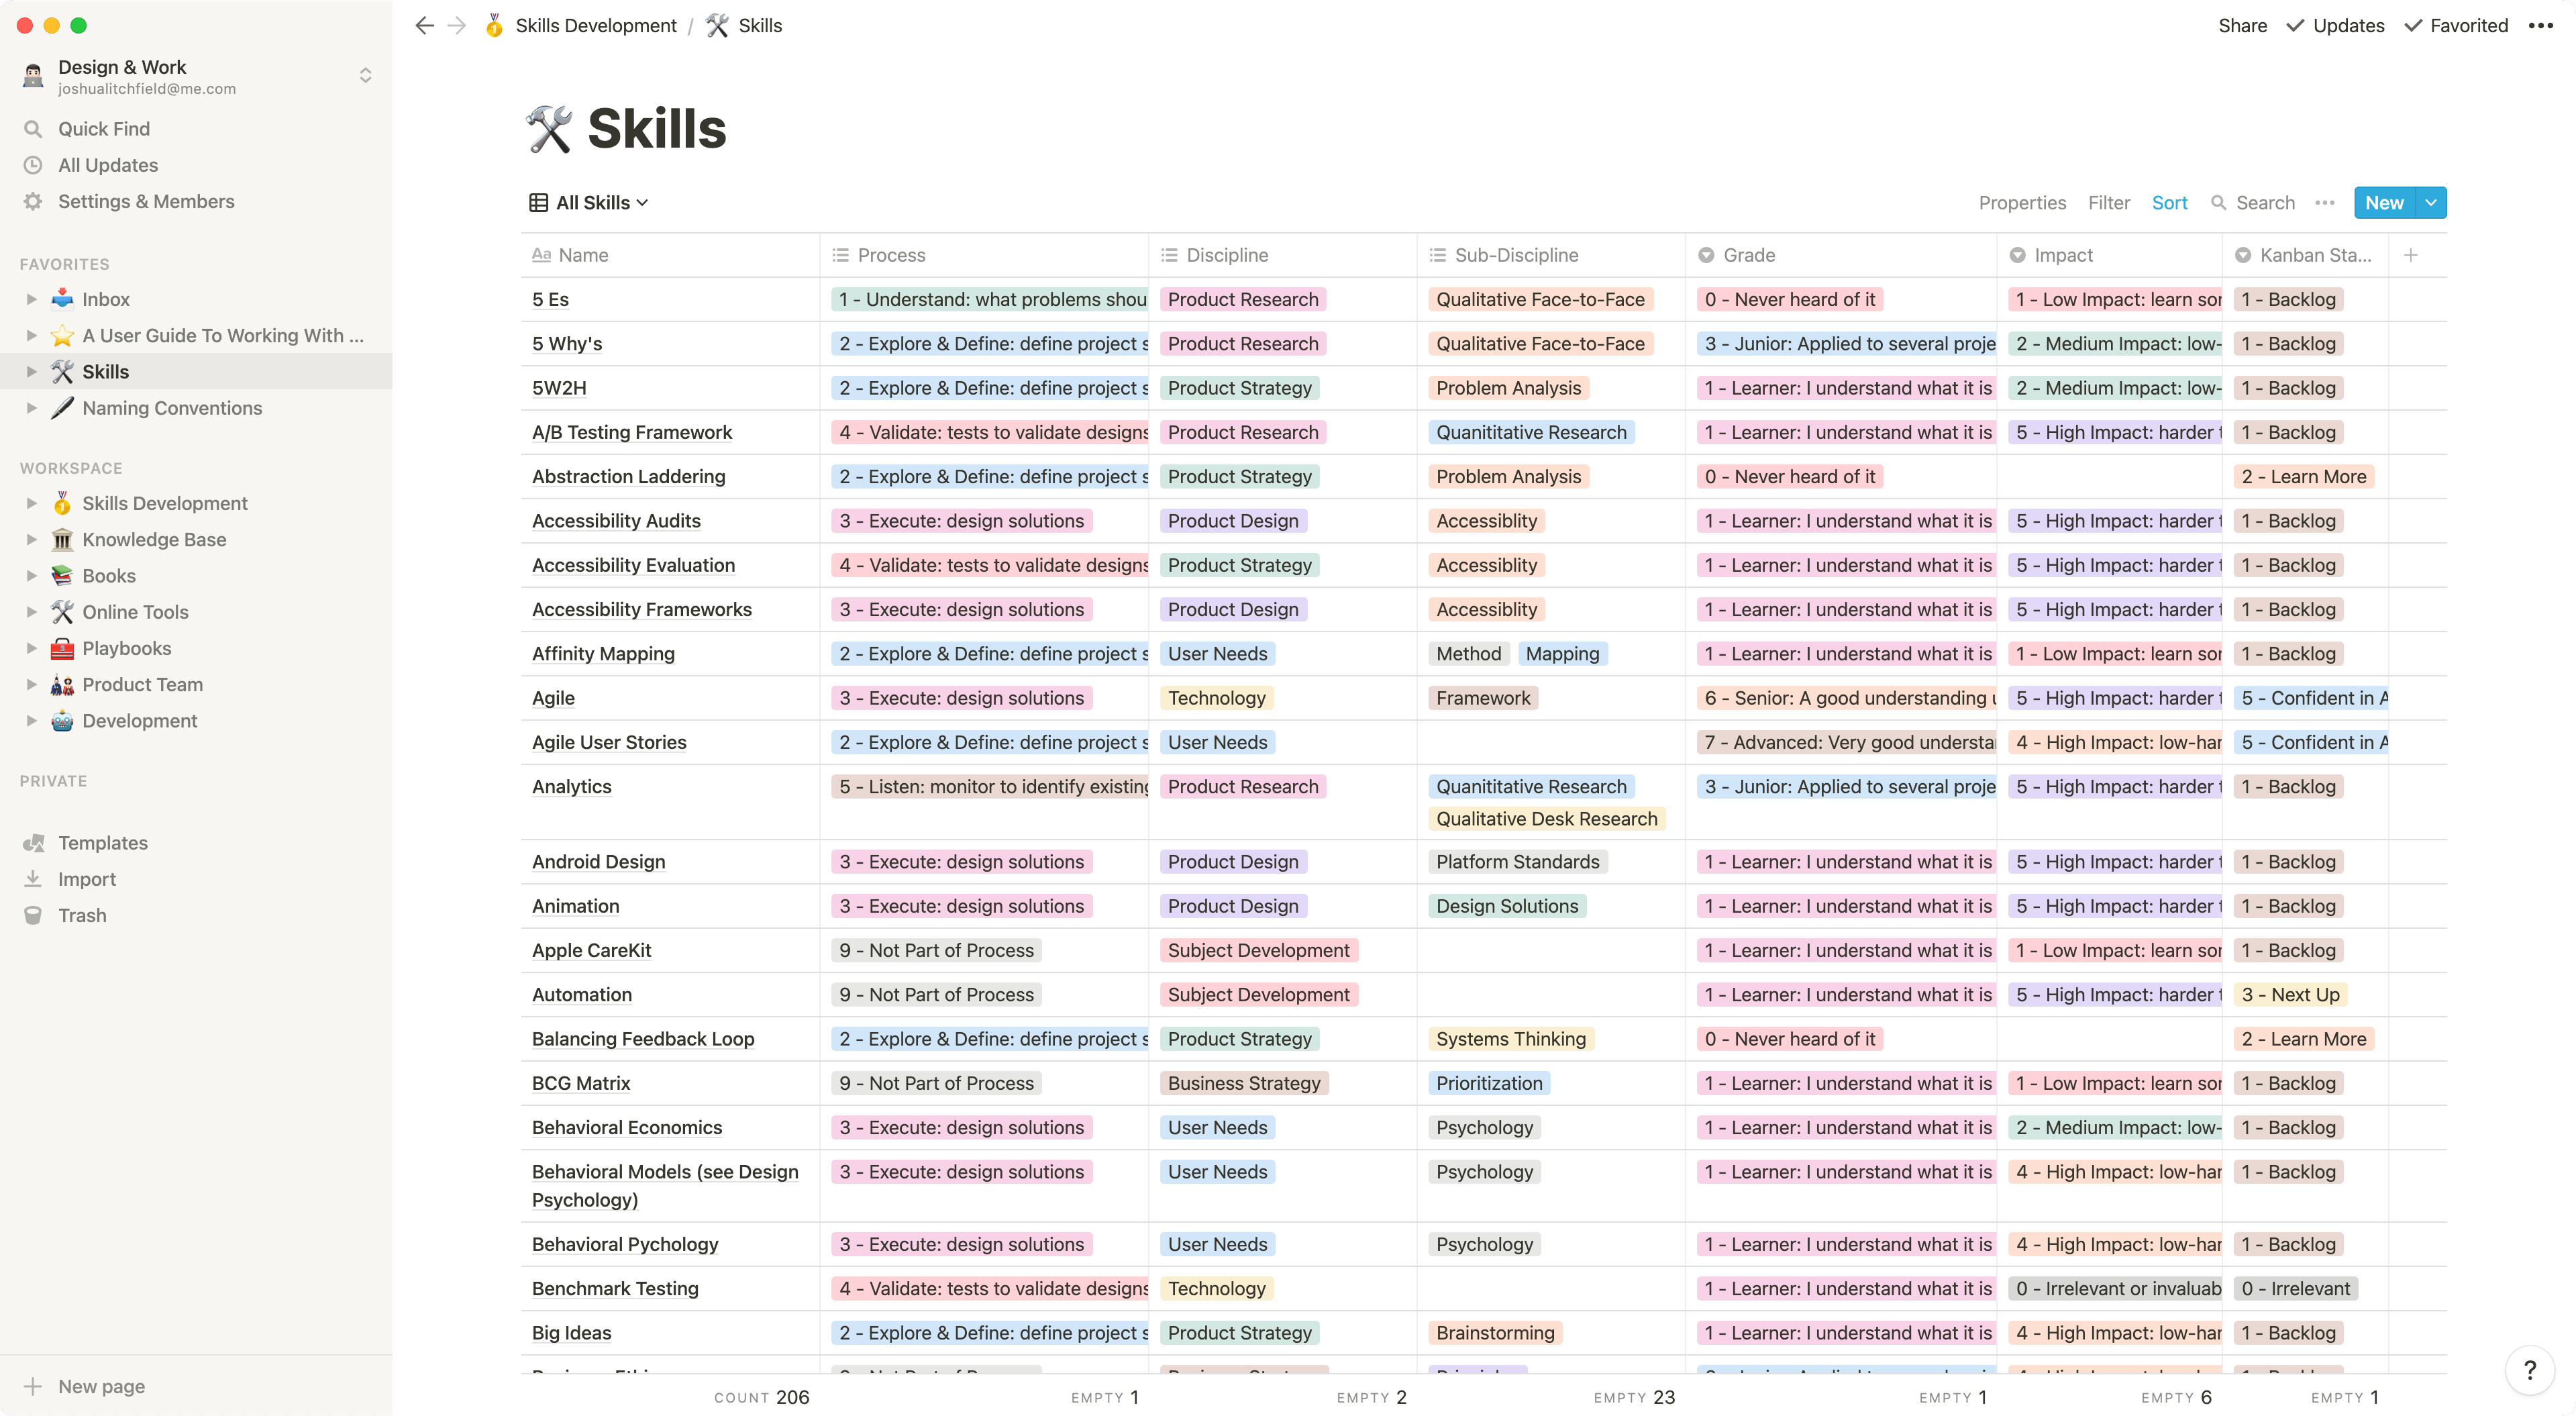 Skills Development / Skills
Share Updates Favorited
Design & Work
joshualitchfield@me.com
Quick Find
All Updates
Settings & Members
FAVORITES
Inbox
A User Guide To Working With ...
Skills
Naming Conventions
WORKSPACE
Skills Development
Knowledge Base
Books
Online Tools
Playbooks
Product Team
Development
PRIVATE
Templates
Import
Trash
New page
Skills
All Skills
Properties Filter Sort Search New
Aa Name Process Discipline Sub-Discipline Grade Impact Kanban Sta...
5 Es 1 - Understand: what problems shou Product Research Qualitative Face-to-Face 0 - Never heard of it 1 - Low Impact: learn sor 1 - Backlog
5 Why's 2 - Explore & Define: define project s Product Research Qualitative Face-to-Face 3 - Junior: Applied to several proje 2 - Medium Impact: low- 1 - Backlog
5W2H 2 - Explore & Define: define project s Product Strategy Problem Analysis 1 - Learner: I understand what it is 2 - Medium Impact: low- 1 - Backlog
A/B Testing Framework 4 - Validate: tests to validate designs Product Research Quanititative Research 1 - Learner: I understand what it is 5 - High Impact: harder t 1 - Backlog
Abstraction Laddering 2 - Explore & Define: define project s Product Strategy Problem Analysis 0 - Never heard of it 2 - Learn More
Accessibility Audits 3 - Execute: design solutions Product Design Accessiblity 1 - Learner: I understand what it is 5 - High Impact: harder t 1 - Backlog
Accessibility Evaluation 4 - Validate: tests to validate designs Product Strategy Accessiblity 1 - Learner: I understand what it is 5 - High Impact: harder t 1 - Backlog
Accessibility Frameworks 3 - Execute: design solutions Product Design Accessiblity 1 - Learner: I understand what it is 5 - High Impact: harder t 1 - Backlog
Affinity Mapping 2 - Explore & Define: define project s User Needs Method Mapping 1 - Learner: I understand what it is 1 - Low Impact: learn sor 1 - Backlog
Agile 3 - Execute: design solutions Technology Framework 6 - Senior: A good understanding u 5 - High Impact: harder t 5 - Confident in A
Agile User Stories 2 - Explore & Define: define project s User Needs 7 - Advanced: Very good understar 4 - High Impact: low-har 5 - Confident in A
Analytics 5 - Listen: monitor to identify existing Product Research Quanititative Research 3 - Junior: Applied to several proje 5 - High Impact: harder t 1 - Backlog
Qualitative Desk Research
Android Design 3 - Execute: design solutions Product Design Platform Standards 1 - Learner: I understand what it is 5 - High Impact: harder t 1 - Backlog
Animation 3 - Execute: design solutions Product Design Design Solutions 1 - Learner: I understand what it is 5 - High Impact: harder t 1 - Backlog
Apple CareKit 9 - Not Part of Process Subject Development 1 - Learner: I understand what it is 1 - Low Impact: learn sor 1 - Backlog
Automation 9 - Not Part of Process Subject Development 1 - Learner: I understand what it is 5 - High Impact: harder t 3 - Next Up
Balancing Feedback Loop 2 - Explore & Define: define project s Product Strategy Systems Thinking 0 - Never heard of it 2 - Learn More
BCG Matrix 9 - Not Part of Process Business Strategy Prioritization 1 - Learner: I understand what it is 1 - Low Impact: learn sor 1 - Backlog
Behavioral Economics 3 - Execute: design solutions User Needs Psychology 1 - Learner: I understand what it is 2 - Medium Impact: low- 1 - Backlog
Behavioral Models (see Design 3 - Execute: design solutions User Needs Psychology 1 - Learner: I understand what it is 4 - High Impact: low-har 1 - Backlog
Psychology)
Behavioral Pychology 3 - Execute: design solutions User Needs Psychology 1 - Learner: I understand what it is 4 - High Impact: low-har 1 - Backlog
Benchmark Testing 4 - Validate: tests to validate designs Technology 1 - Learner: I understand what it is 0 - Irrelevant or invaluab 0 - Irrelevant
Big Ideas 2 - Explore & Define: define project s Product Strategy Brainstorming 1 - Learner: I understand what it is 4 - High Impact: low-har 1 - Backlog
COUNT 206 EMPTY 1 EMPTY 2 EMPTY 23 EMPTY 1 EMPTY 6 EMPTY 1
?